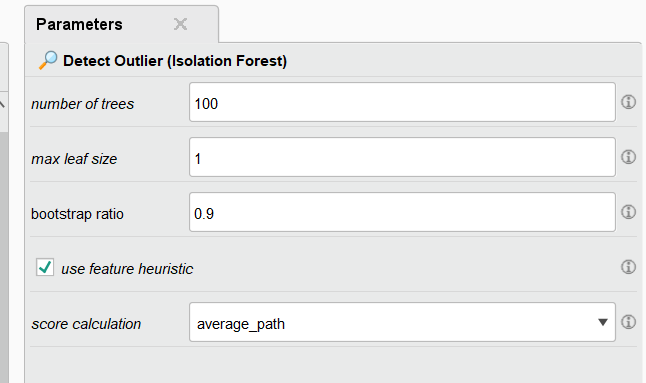 Parameters
Detect Outlier (Isolation Forest)
number of trees
100
max leaf size
1
bootstrap ratio
0.9
use feature heuristic
score calculation
average_path